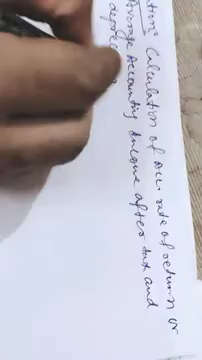 Calculation of Acc. rate of return or
Average Accounting Income after tax and